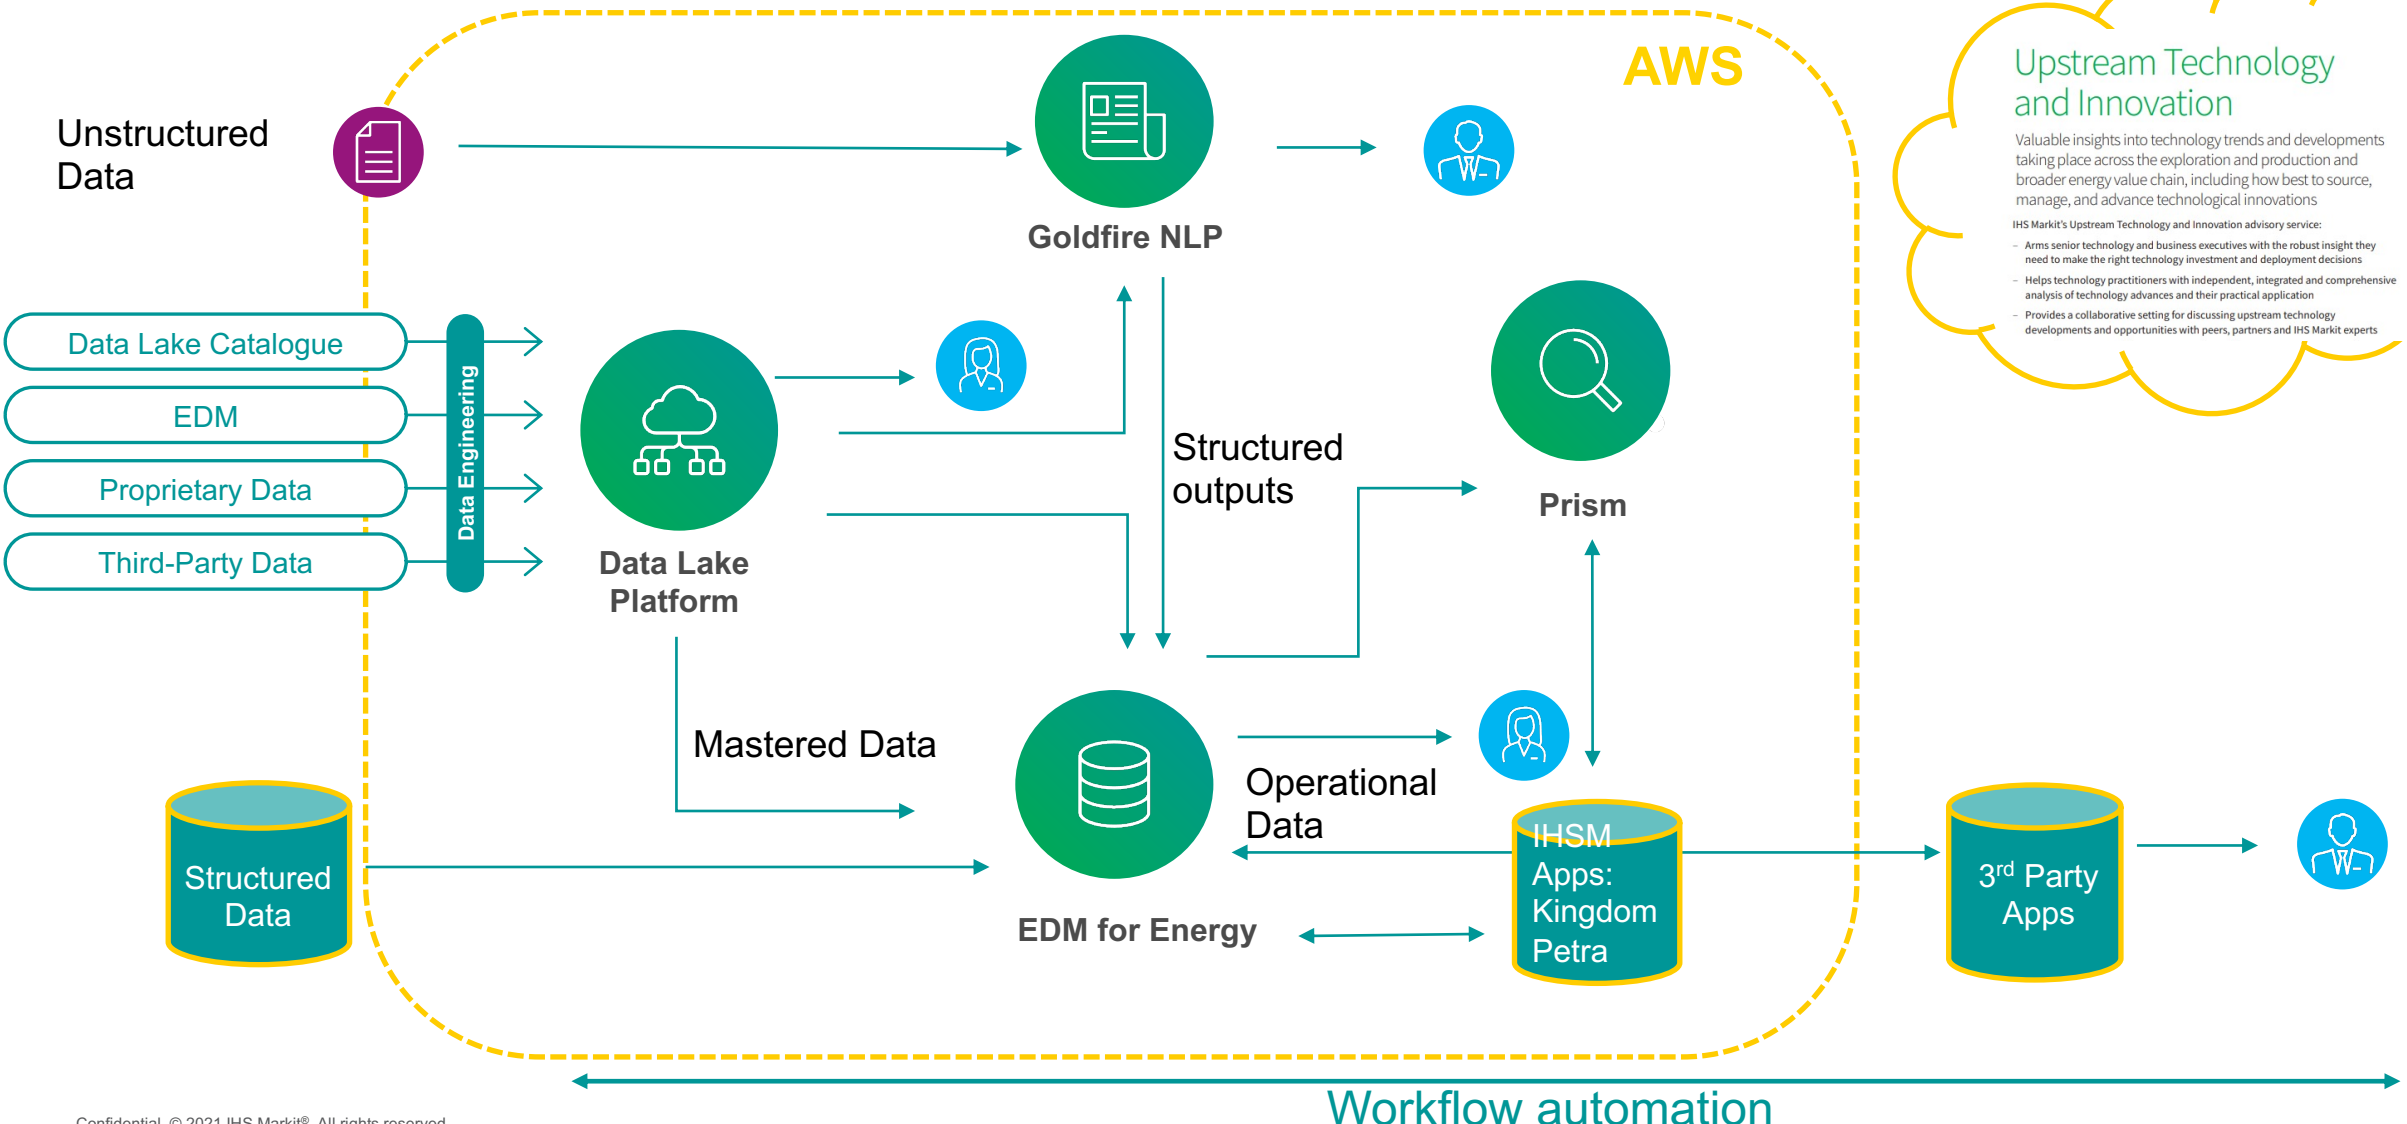 AWS
Upstream Technology
and Innovation
Valuable insights into technology trends and developments
taking place across the exploration and production and
broader energy value chain, including how best to source,
manage, and advance technological innovations
IHS Markit's Upstream Technology and Innovation advisory service:
– Arms senior technology and business executives with the robust insight they
need to make the right technology investment and deployment decisions
– Helps technology practitioners with independent, integrated and comprehensive
analysis of technology advances and their practical application
– Provides a collaborative setting for discussing upstream technology
developments and opportunities with peers, partners and IHS Markit experts
Unstructured
Data
Goldfire NLP
Data Lake Catalogue
EDM
Proprietary Data
Third-Party Data
Data Engineering
Data Lake
Platform
Structured
outputs
Prism
Mastered Data
Operational
Data
Structured
Data
EDM for Energy
IHSM
Apps:
Kingdom
Petra
3rd Party
Apps
Workflow automation
Confidential. © 2021 IHS Markit®. All rights reserved.